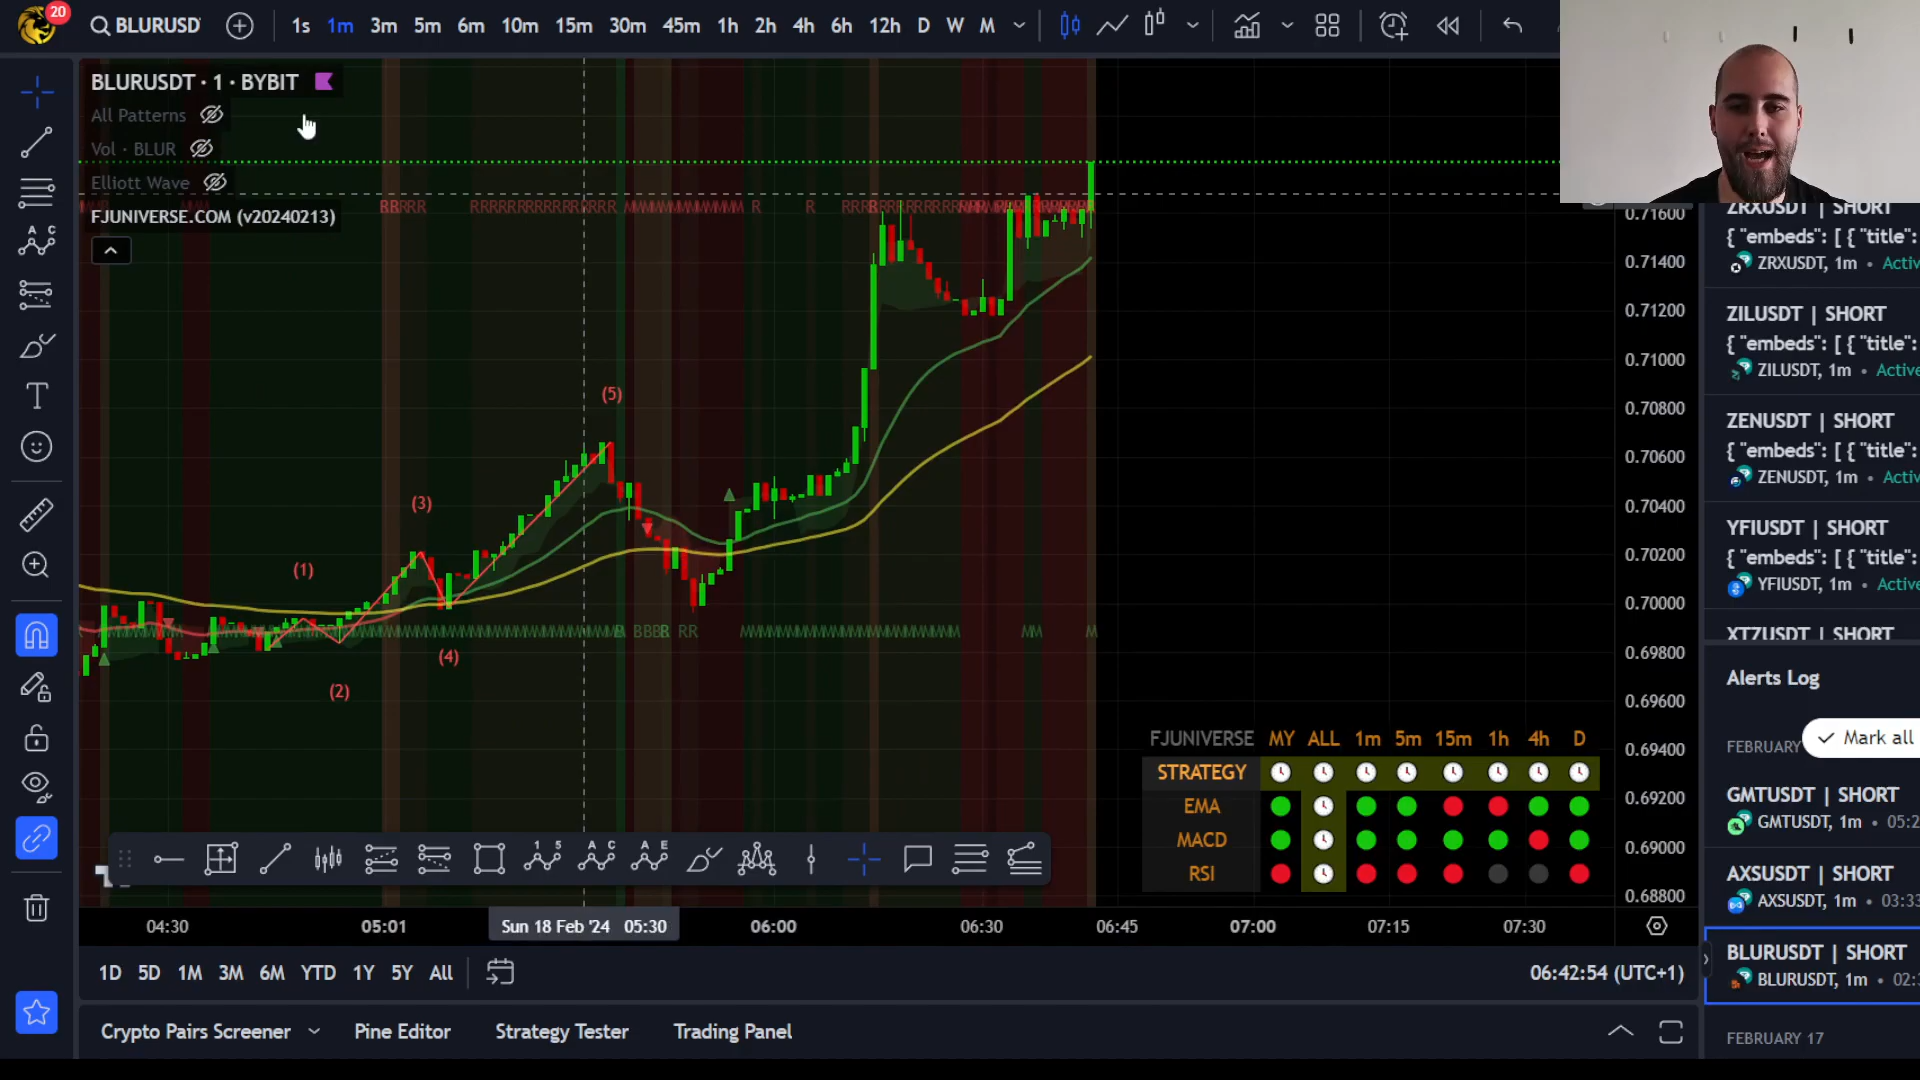 20
BLURUSD
1s 1m 3m 5m 6m 10m 15m 30m 45m 1h 2h 4h 6h 12h D W M
BLURUSDT · 1 · BYBIT
All Patterns
Vol · BLUR
Elliott Wave
FJUNIVERSE.COM (v20240213)
(1)
(2)
(3)
(4)
(5)
0.71600
0.71400
0.71200
0.71000
0.70800
0.70600
0.70400
0.70200
0.70000
0.69800
0.69600
0.69400
0.69200
0.69000
0.68800
FJUNIVERSE MY ALL 1m 5m 15m 1h 4h D
STRATEGY
EMA
MACD
RSI
04:30 05:01 Sun 18 Feb '24 05:30 06:00 06:30 06:45 07:00 07:15 07:30
1D 5D 1M 3M 6M YTD 1Y 5Y All
06:42:54 (UTC+1)
Crypto Pairs Screener Pine Editor Strategy Tester Trading Panel
ZRXUSDT | SHORT
{ "embeds": [ { "title":
ZRXUSDT, 1m • Acti
ZILUSDT | SHORT
{ "embeds": [ { "title":
ZILUSDT, 1m • Active
ZENUSDT | SHORT
{ "embeds": [ { "title":
ZENUSDT, 1m • Activ
YFIUSDT | SHORT
{ "embeds": [ { "title":
YFIUSDT, 1m • Active
XTZUSDT | SHORT
Alerts Log
FEBRUARY
Mark all
GMTUSDT | SHORT
GMTUSDT, 1m • 05:2
AXSUSDT | SHORT
AXSUSDT, 1m • 03:33
BLURUSDT | SHORT
BLURUSDT, 1m • 02:
FEBRUARY 17